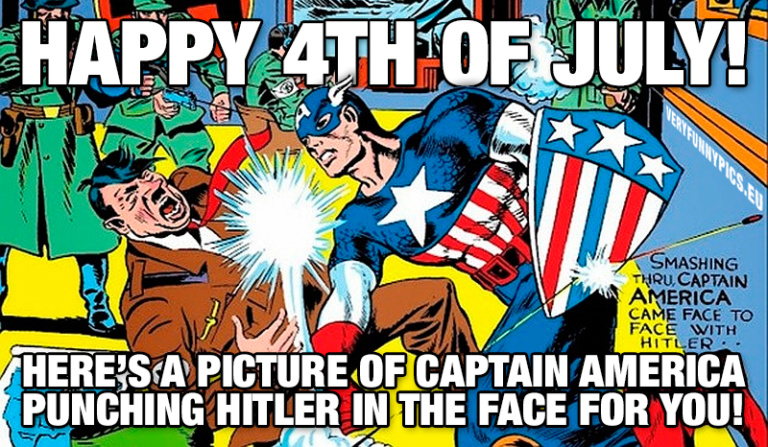 HAPPY 4TH OF JULY!
VERYFUNNYPICS.EU
SMASHING
THRU, CAPTAIN
AMERICA
CAME FACE TO
FACE WITH
HITLER · ·
HERE'S A PICTURE OF CAPTAIN AMERICA
PUNCHING HITLER IN THE FACE FOR YOU!